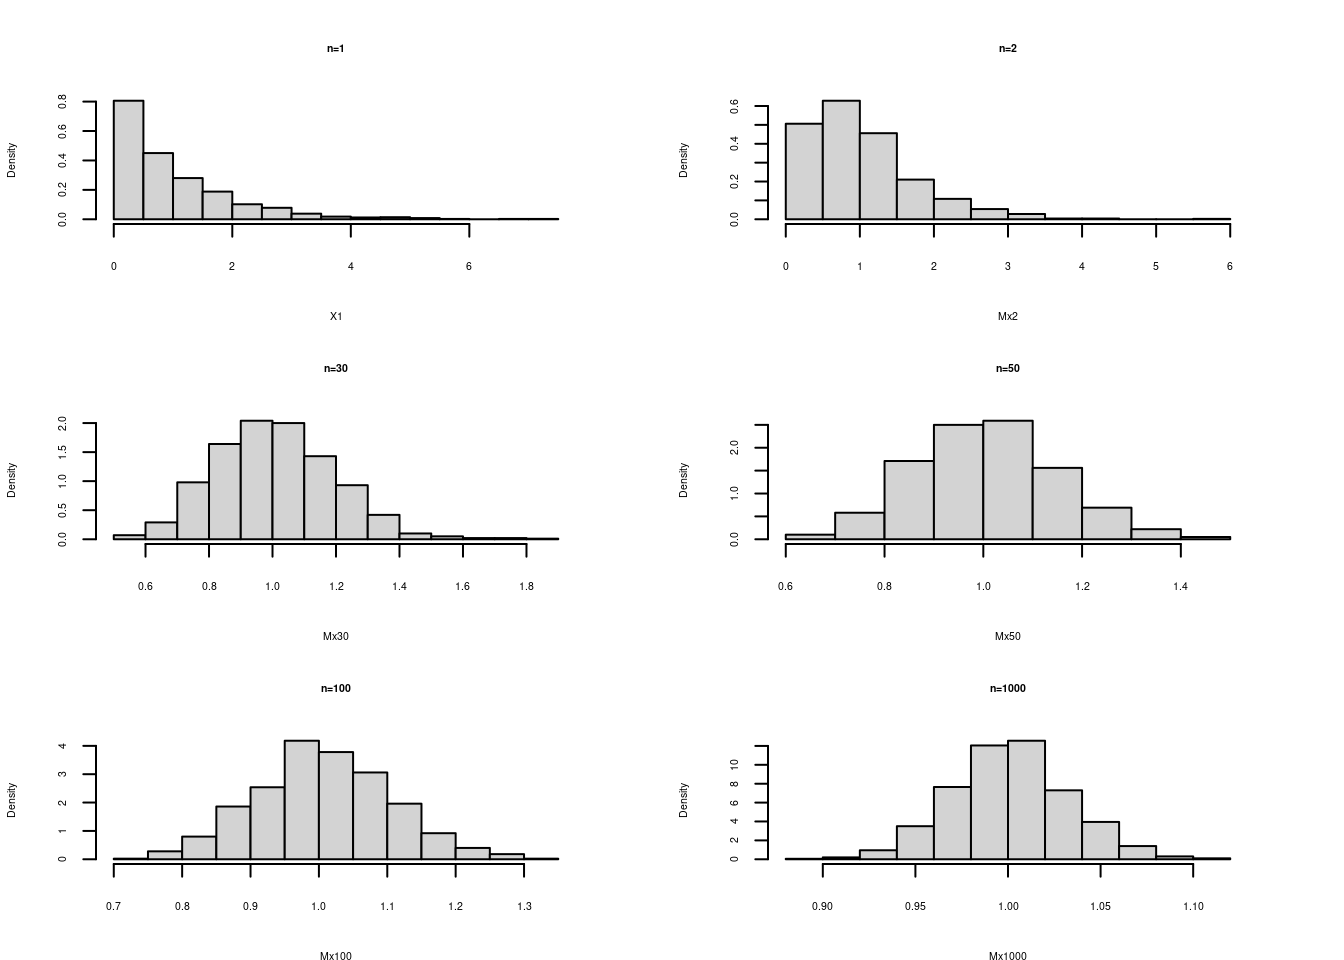 n=1
Density
0.0 0.2 0.4 0.6 0.8
0 2 4 6
X1
n=2
Density
0.0 0.2 0.4 0.6
0 1 2 3 4 5 6
Mx2
n=30
Density
0.0 0.5 1.0 1.5 2.0
0.6 0.8 1.0 1.2 1.4 1.6 1.8
Mx30
n=50
Density
0.0 1.0 2.0
0.6 0.8 1.0 1.2 1.4
Mx50
n=100
Density
0 1 2 3 4
0.7 0.8 0.9 1.0 1.1 1.2 1.3
Mx100
n=1000
Density
0 2 4 6 8 10
0.90 0.95 1.00 1.05 1.10
Mx1000